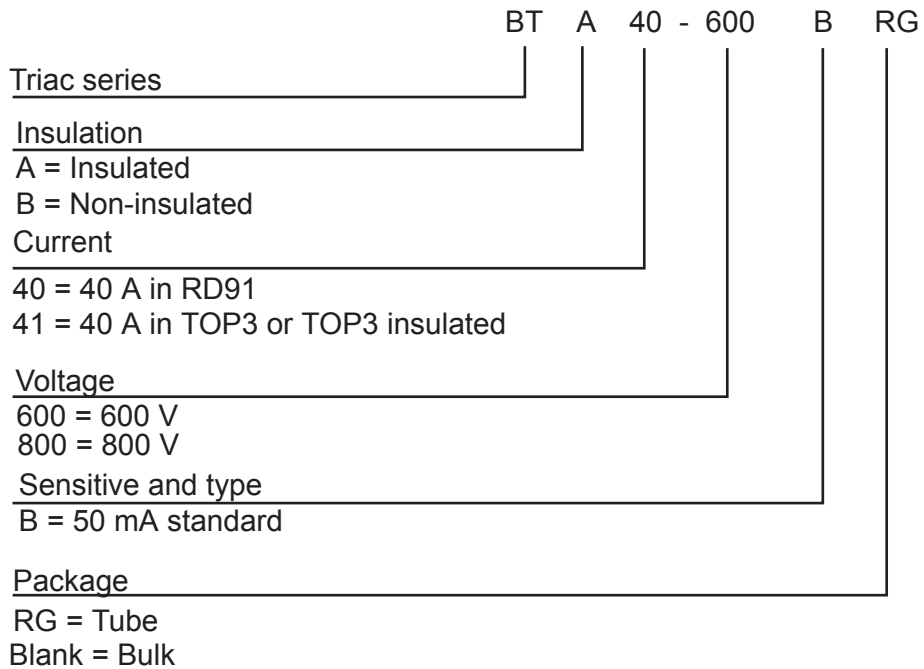 BT A 40 - 600 B RG
Triac series
Insulation
A = Insulated
B = Non-insulated
Current
40 = 40 A in RD91
41 = 40 A in TOP3 or TOP3 insulated
Voltage
600 = 600 V
800 = 800 V
Sensitive and type
B = 50 mA standard
Package
RG = Tube
Blank = Bulk